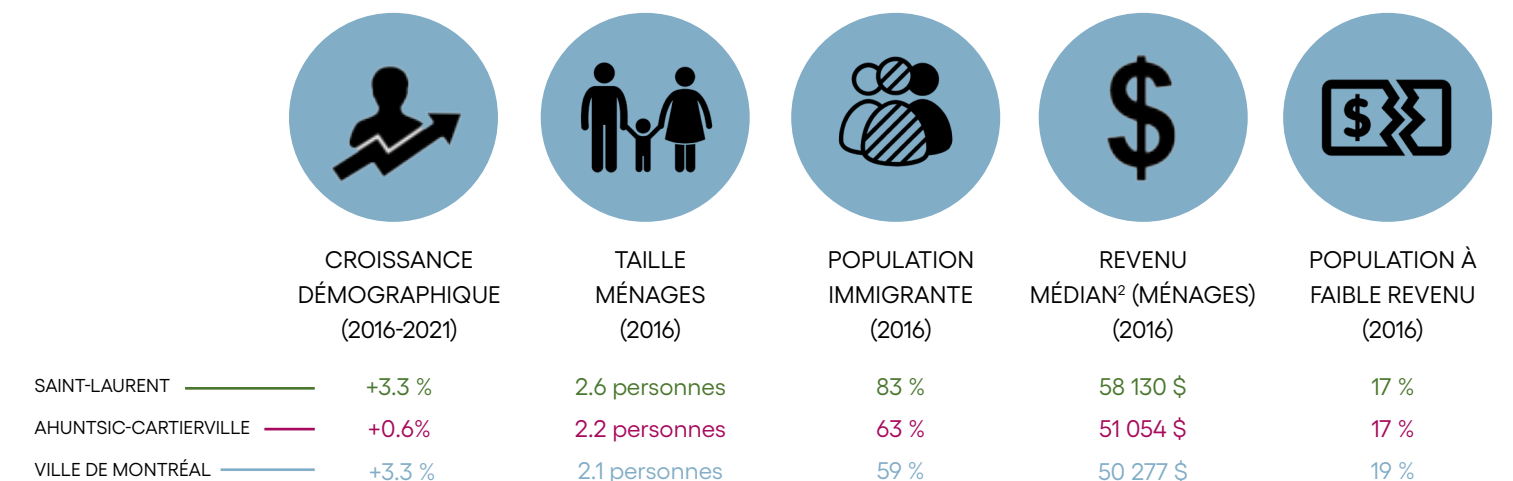 CROISSANCE
DÉMOGRAPHIQUE
(2016-2021)
TAILLE
MÉNAGES
(2016)
POPULATION
IMMIGRANTE
(2016)
REVENU
MÉDIAN² (MÉNAGES)
(2016)
POPULATION À
FAIBLE REVENU
(2016)
SAINT-LAURENT +3.3 % 2.6 personnes 83 % 58 130 $ 17 %
AHUNTSIC-CARTIERVILLE +0.6% 2.2 personnes 63 % 51 054 $ 17 %
VILLE DE MONTRÉAL +3.3 % 2.1 personnes 59 % 50 277 $ 19 %